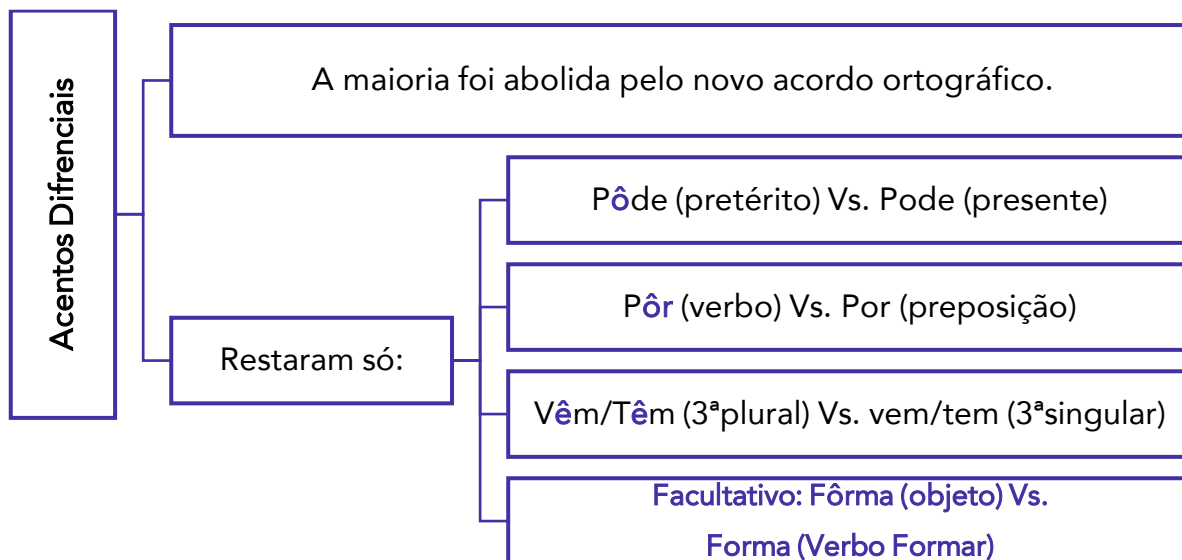 Acentos Difrenciais
A maioria foi abolida pelo novo acordo ortográfico.
Restaram só:
Pôde (pretérito) Vs. Pode (presente)
Pôr (verbo) Vs. Por (preposição)
Vêm/Têm (3ªplural) Vs. vem/tem (3ªsingular)
Facultativo: Fôrma (objeto) Vs.
Forma (Verbo Formar)